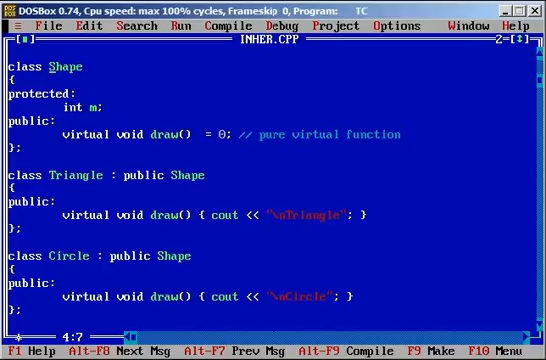 DOSBox 0.74, Cpu speed: max 100% cycles, Frameskip 0, Program: TC
≡ File Edit Search Run Compile Debug Project Options Window Help
[■] INHER.CPP 2=[↕]
class Shape
{
protected:
int m;
public:
virtual void draw() = 0; // pure virtual function
};
class Triangle : public Shape
{
public:
virtual void draw() { cout << "\nTriangle"; }
};
class Circle : public Shape
{
public:
virtual void draw() { cout << "\nCircle"; }
};
* 4:7
F1 Help Alt-F8 Next Msg Alt-F7 Prev Msg Alt-F9 Compile F9 Make F10 Menu